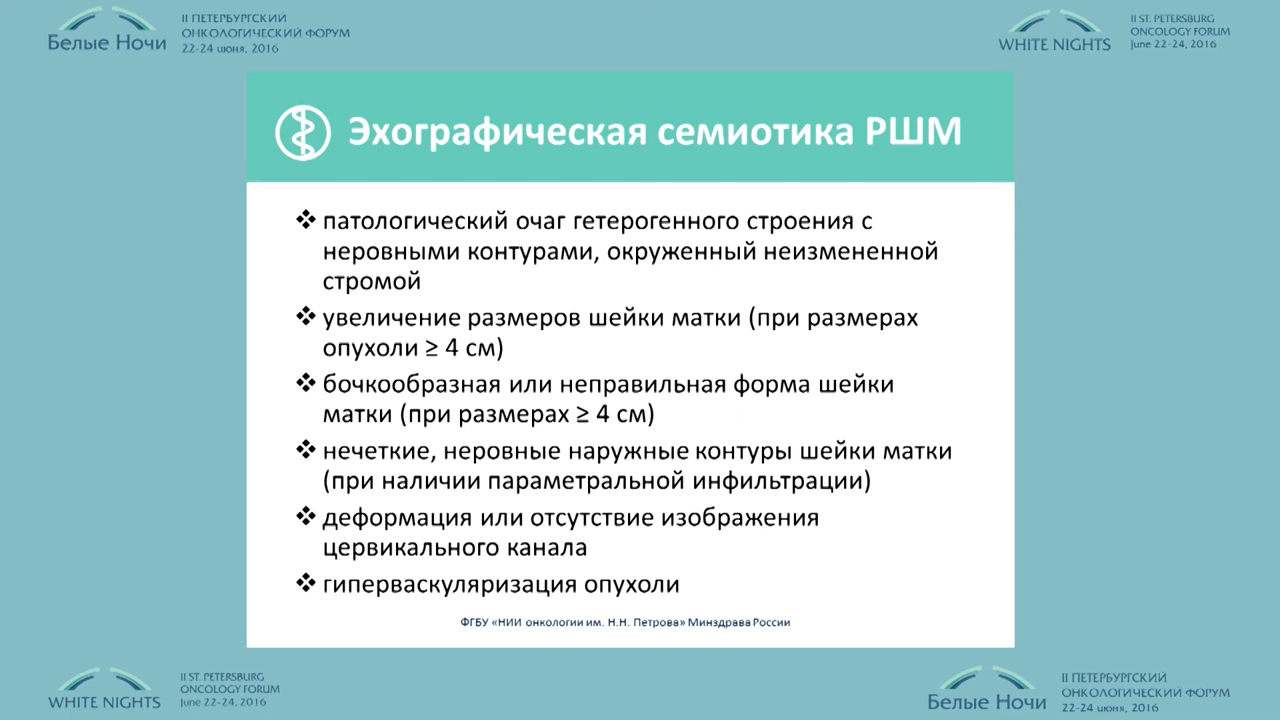 Белые Ночи
II ПЕТЕРБУРГСКИЙ
ОНКОЛОГИЧЕСКИЙ ФОРУМ
22-24 июня, 2016
WHITE NIGHTS
II ST. PETERSBURG
ONCOLOGY FORUM
June 22-24, 2016
Эхографическая семиотика РШМ
❖ патологический очаг гетерогенного строения с
неровными контурами, окруженный неизмененной
стромой
❖ увеличение размеров шейки матки (при размерах
опухоли ≥ 4 см)
❖ бочкообразная или неправильная форма шейки
матки (при размерах ≥ 4 см)
❖ нечеткие, неровные наружные контуры шейки матки
(при наличии параметральной инфильтрации)
❖ деформация или отсутствие изображения
цервикального канала
❖ гиперваскуляризация опухоли
ФГБУ «НИИ онкологии им. Н.Н. Петрова» Минздрава России
WHITE NIGHTS
II ST. PETERSBURG
ONCOLOGY FORUM
June 22-24, 2016
Белые Ночи
II ПЕТЕРБУРГСКИЙ
ОНКОЛОГИЧЕСКИЙ ФОРУМ
22-24 июня, 2016